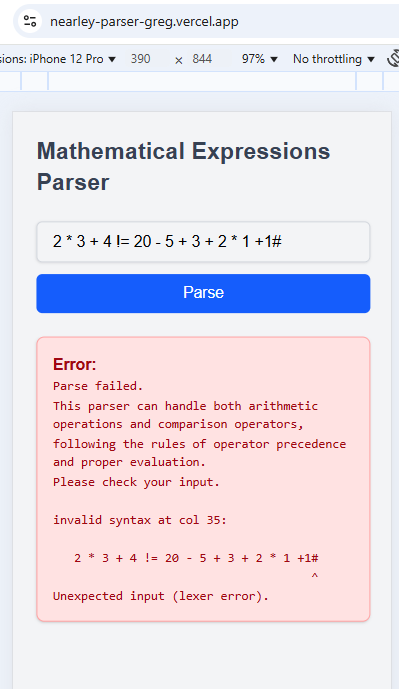 nearley-parser-greg.vercel.app
sions: iPhone 12 Pro ▼ 390 × 844 97% ▼ No throttling ▼
Mathematical Expressions
Parser
2 * 3 + 4 != 20 - 5 + 3 + 2 * 1 +1#
Parse
Error:
Parse failed.
This parser can handle both arithmetic
operations and comparison operators,
following the rules of operator precedence
and proper evaluation.
Please check your input.
invalid syntax at col 35:
2 * 3 + 4 != 20 - 5 + 3 + 2 * 1 +1#
^
Unexpected input (lexer error).